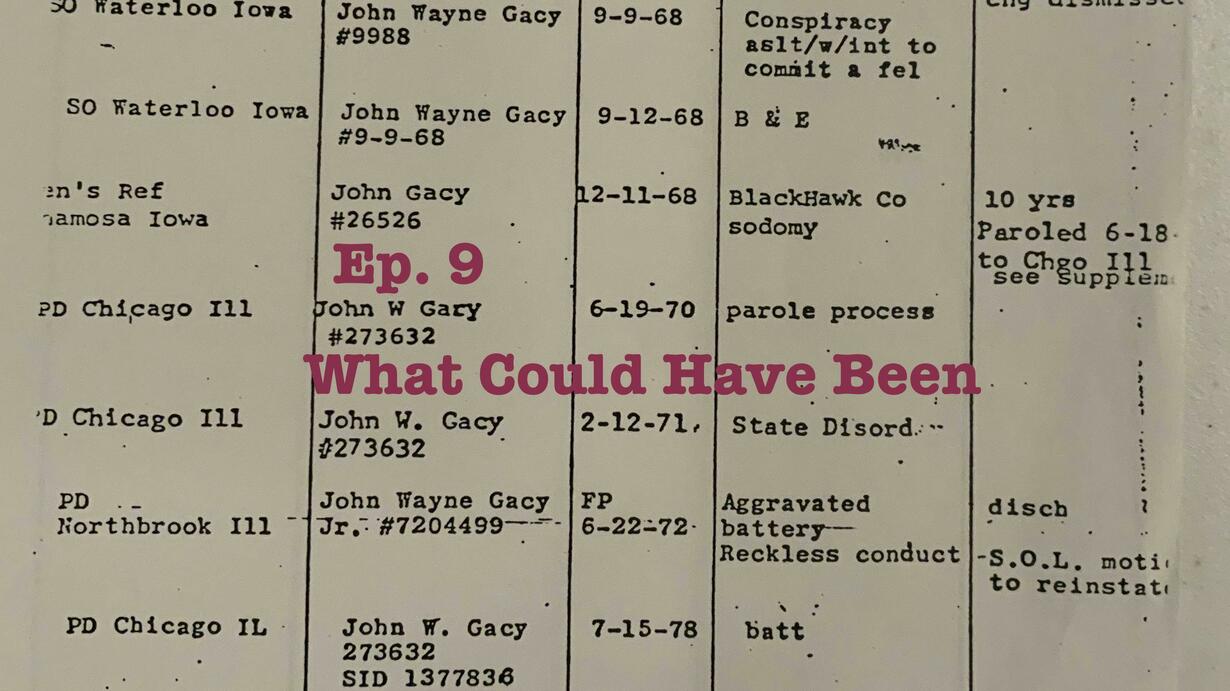 SO Waterloo Iowa
John Wayne Gacy
#9988
9-9-68
Conspiracy
aslt/w/int to
commit a fel
chg dismissed
SO Waterloo Iowa
John Wayne Gacy
#9-9-68
9-12-68
B & E
en's Ref
amosa Iowa
John Gacy
#26526
12-11-68
BlackHawk Co
sodomy
10 yrs
Paroled 6-18-
to Chgo Ill
see supplem
Ep. 9
PD Chicago Ill
John W Gacy
#273632
6-19-70
parole process
What Could Have Been
PD Chicago Ill
John W. Gacy
#273632
2-12-71
State Disord.
PD
Northbrook Ill
John Wayne Gacy
Jr. #7204499
FP
6-22-72
Aggravated
battery
Reckless conduct
disch
-S.O.L. moti
to reinstat
PD Chicago IL
John W. Gacy
273632
SID 1377836
7-15-78
batt